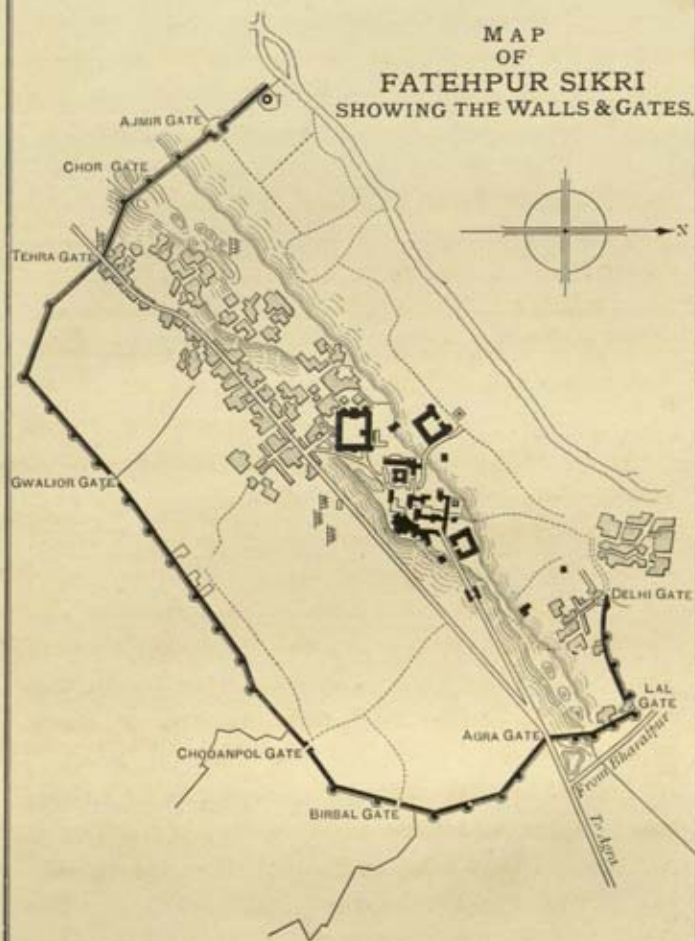 MAP
OF
FATEHPUR SIKRI
SHOWING THE WALLS & GATES.
AJMIR GATE
CHOR GATE
N
TEHRA GATE
GWALIOR GATE
DELHI GATE
LAL
GATE
AGRA GATE
From Bharatpur
CHODANPOL GATE
BIRBAL GATE
To Agra